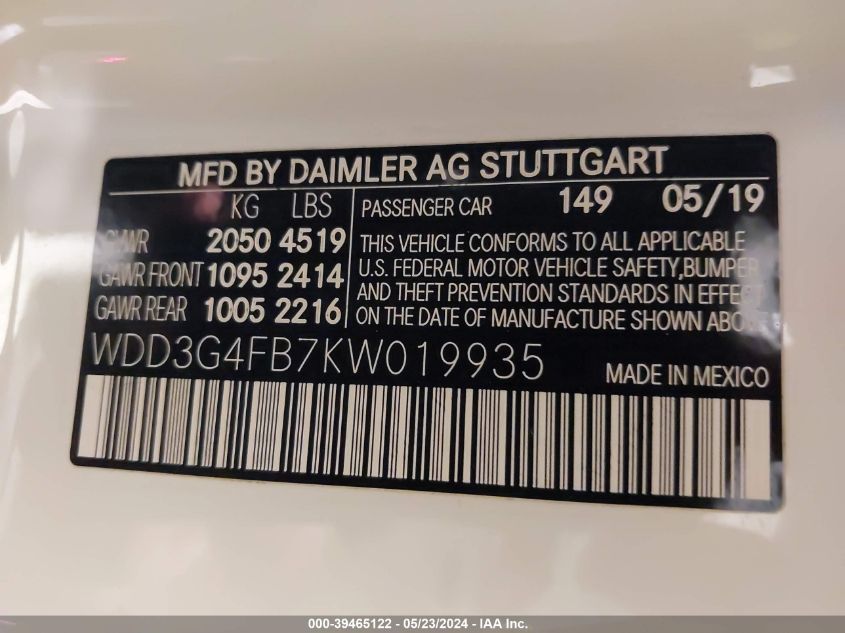 MFD BY DAIMLER AG STUTTGART
KG LBS
GVWR 2050 4519
GAWR FRONT 1095 2414
GAWR REAR 1005 2216
PASSENGER CAR 149 05/19
THIS VEHICLE CONFORMS TO ALL APPLICABLE
U.S. FEDERAL MOTOR VEHICLE SAFETY,BUMPER
AND THEFT PREVENTION STANDARDS IN EFFECT
ON THE DATE OF MANUFACTURE SHOWN ABOVE
WDD3G4FB7KW019935
MADE IN MEXICO
000-39465122 - 05/23/2024 - IAA Inc.